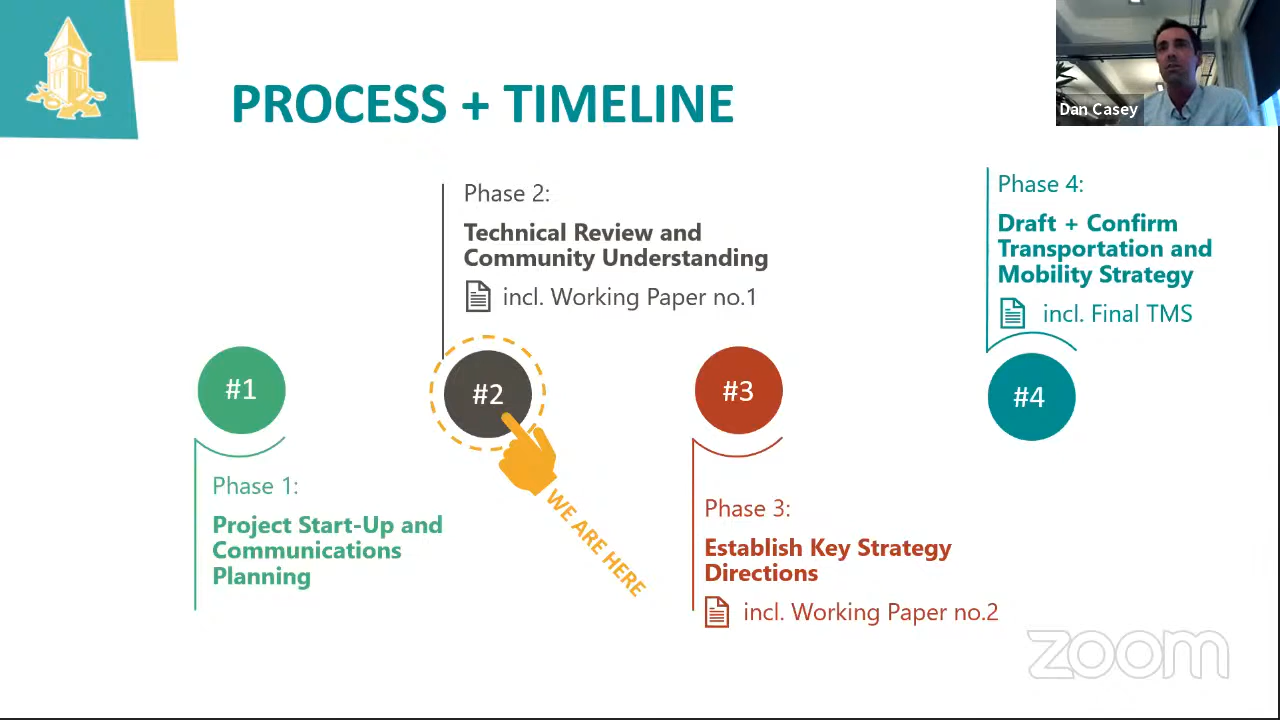 PROCESS + TIMELINE
Dan Casey
Phase 2:
Technical Review and
Community Understanding
incl. Working Paper no.1
Phase 4:
Draft + Confirm
Transportation and
Mobility Strategy
incl. Final TMS
#1
#2
#3
#4
WE ARE HERE
Phase 1:
Project Start-Up and
Communications
Planning
Phase 3:
Establish Key Strategy
Directions
incl. Working Paper no.2
zoom